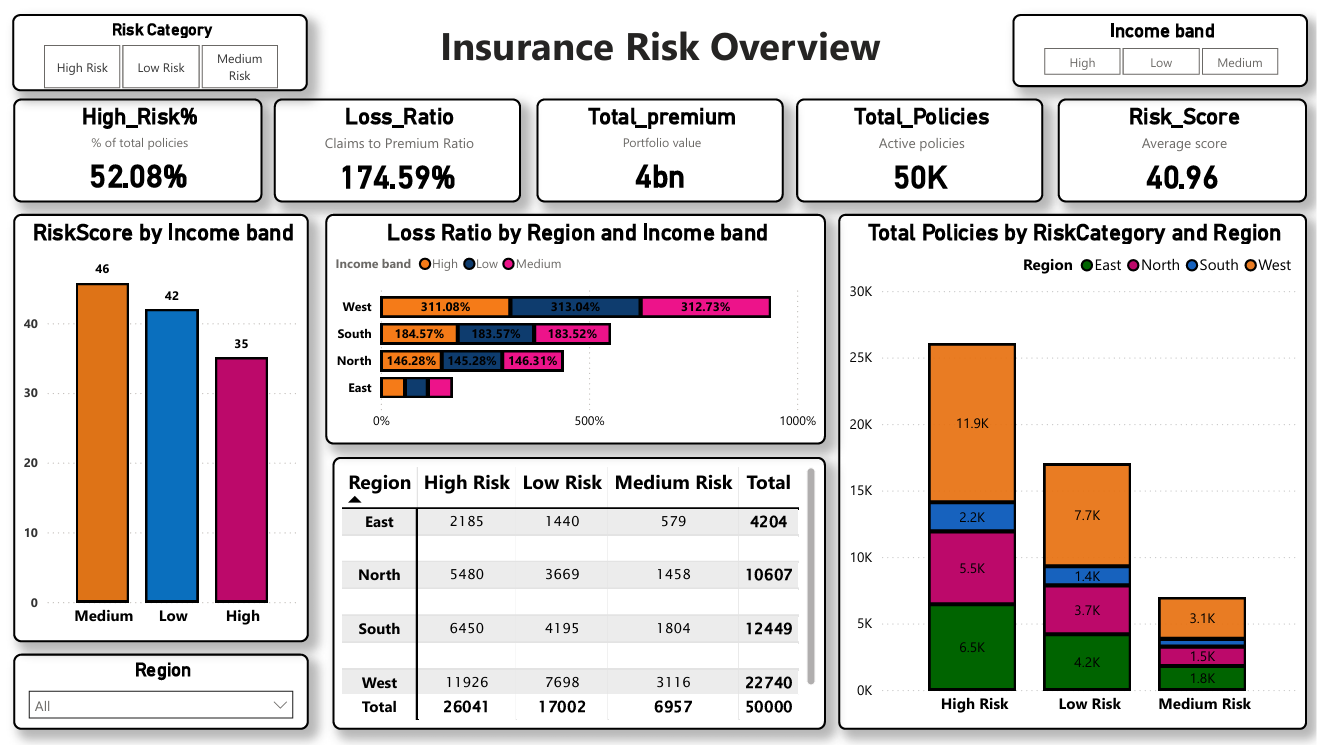 Risk Category
High Risk
Low Risk
Medium
Risk
Insurance Risk Overview
Income band
High
Low
Medium
High_Risk%
% of total policies
52.08%
Loss_Ratio
Claims to Premium Ratio
174.59%
Total_premium
Portfolio value
4bn
Total_Policies
Active policies
50K
Risk_Score
Average score
40.96
RiskScore by Income band
46
42
35
40
30
20
10
0
Medium Low High
Region
All
Loss Ratio by Region and Income band
Income band High Low Medium
West 311.08% 313.04% 312.73%
South 184.57% 183.57% 183.52%
North 146.28% 145.28% 146.31%
East
0% 500% 1000%
Region High Risk Low Risk Medium Risk Total
East 2185 1440 579 4204
North 5480 3669 1458 10607
South 6450 4195 1804 12449
West 11926 7698 3116 22740
Total 26041 17002 6957 50000
Total Policies by RiskCategory and Region
Region East North South West
30K
25K
20K
15K
10K
5K
0K
11.9K
2.2K
5.5K
6.5K
7.7K
1.4K
3.7K
4.2K
3.1K
1.5K
1.8K
High Risk Low Risk Medium Risk